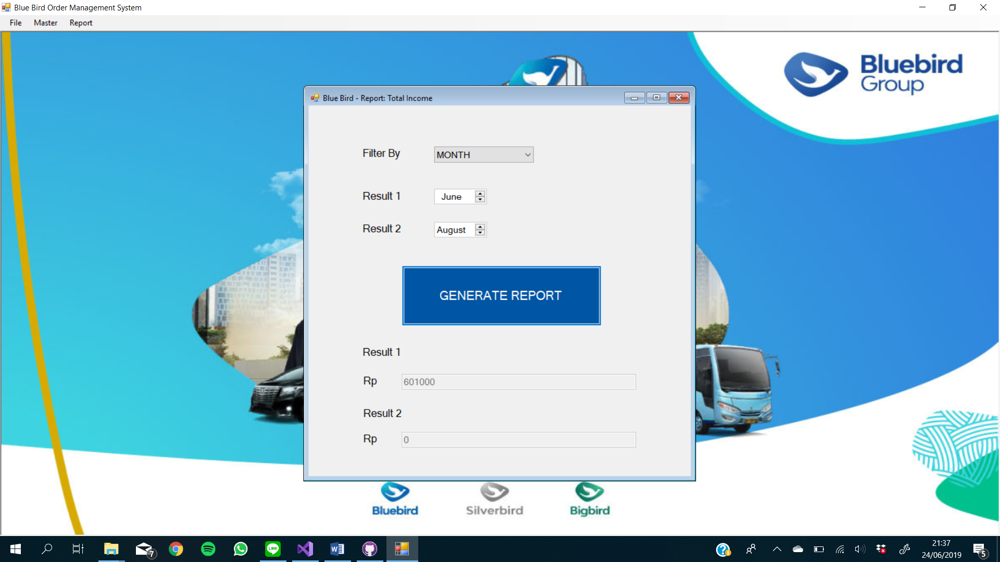 Blue Bird Order Management System
File Master Report
Bluebird
Group
Blue Bird - Report: Total Income
Filter By MONTH
Result 1 June
Result 2 August
GENERATE REPORT
Result 1
Rp 601000
Result 2
Rp 0
Bluebird Silverbird Bigbird
7
LINE
21:37
24/06/2019
5